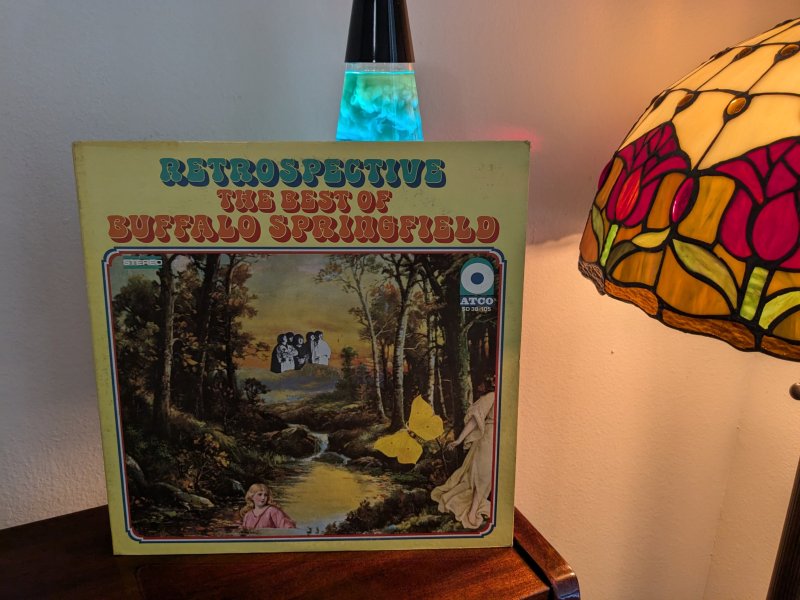 RETROSPECTIVE
THE BEST OF
BUFFALO SPRINGFIELD
STEREO
ATCO
SD 38-105